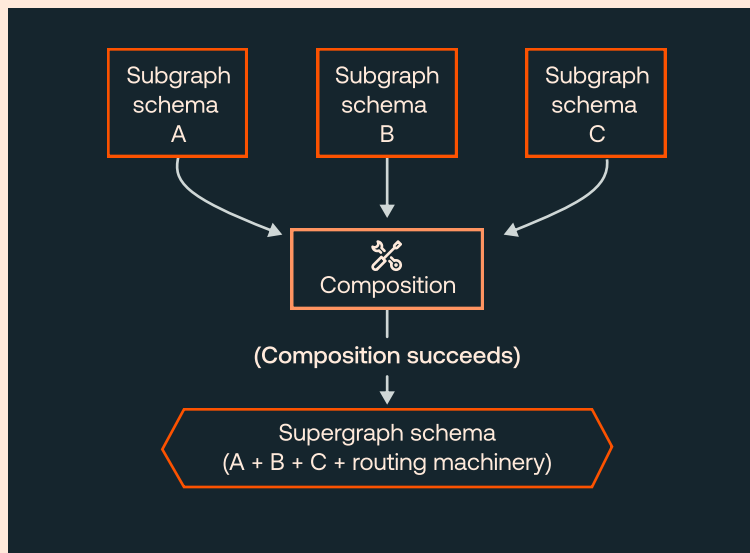 Subgraph
schema
A
Subgraph
schema
B
Subgraph
schema
C
Composition
(Composition succeeds)
Supergraph schema
(A + B + C + routing machinery)